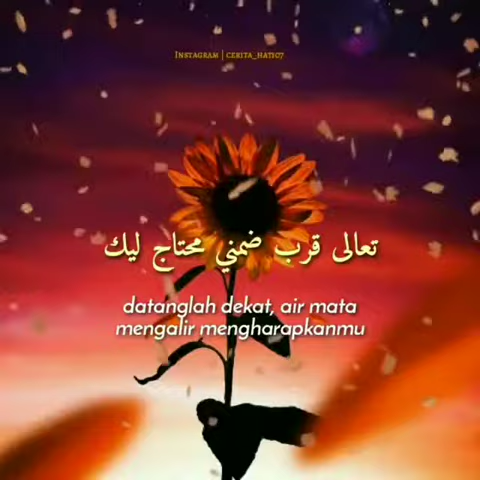 Instagram | cerita_hati07
تعالى قرب ضمني محتاج ليك
datanglah dekat, air mata
mengalir mengharapkanmu